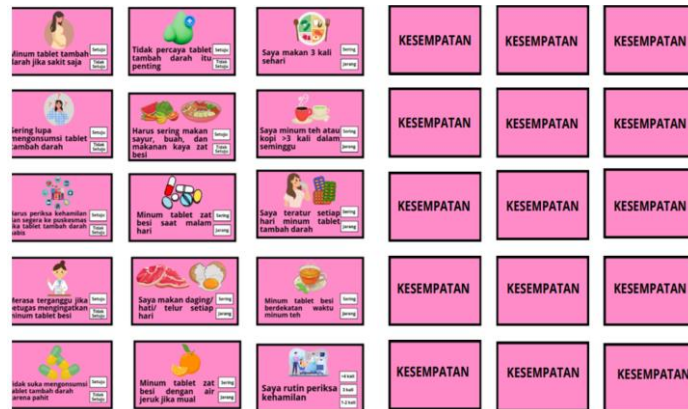 Minum tablet tambah
darah jika sakit saja
Setuju
Tidak
Setuju
Tidak percaya tablet
tambah darah itu
penting
Setuju
Tidak
Setuju
Saya makan 3 kali
sehari
Sering
Jarang
KESEMPATAN
KESEMPATAN
KESEMPATAN
Sering lupa
mengonsumsi tablet
tambah darah
Setuju
Tidak
Setuju
Harus sering makan
sayur, buah, dan
makanan kaya zat
besi
Setuju
Tidak
Setuju
Saya minum teh atau
kopi >3 kali dalam
seminggu
Sering
Jarang
KESEMPATAN
KESEMPATAN
KESEMPATAN
Harus periksa kehamilan
dan segera ke puskesmas
jika tablet tambah darah
habis
Setuju
Tidak
Setuju
Minum tablet zat
besi saat malam
hari
Sering
Jarang
Saya teratur setiap
hari minum tablet
tambah darah
Sering
Jarang
KESEMPATAN
KESEMPATAN
KESEMPATAN
Merasa terganggu jika
petugas mengingatkan
minum tablet besi
Setuju
Tidak
Setuju
Saya makan daging/
hati/ telur setiap
hari
Sering
Jarang
Minum tablet besi
berdekatan waktu
minum teh
Sering
Jarang
KESEMPATAN
KESEMPATAN
KESEMPATAN
Tidak suka mengonsumsi
tablet tambah darah
karena pahit
Setuju
Tidak
Setuju
Minum tablet zat
besi dengan air
jeruk jika mual
Sering
Jarang
Saya rutin periksa
kehamilan
3 kali
1-2 kali
KESEMPATAN
KESEMPATAN
KESEMPATAN